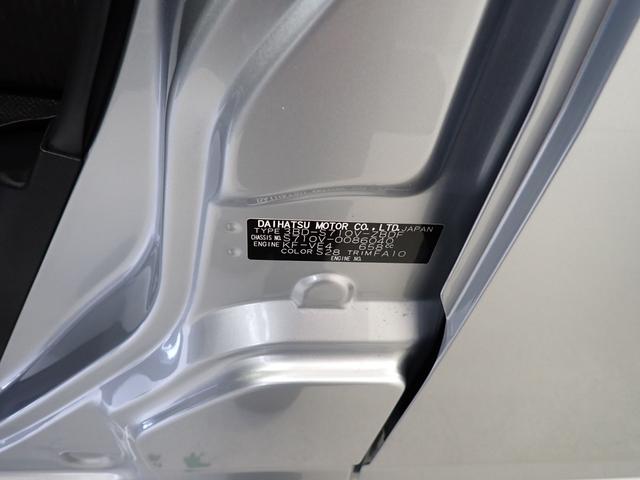 DAIHATSU MOTOR CO., LTD. JAPAN
TYPE 3BD-S710V-ZBDF
CHASSIS NO. S710V-0086040
ENGINE KF-VE4 658cc
COLOR S28 TRIM FA10
ENGINE NO.